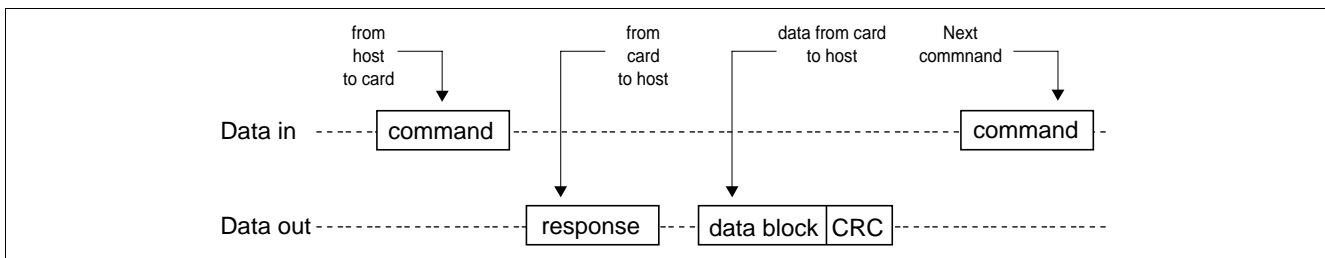 from
host
to card
from
card
to host
data from card
to host
Next
commnand
Data in
command
command
Data out
response
data block
CRC